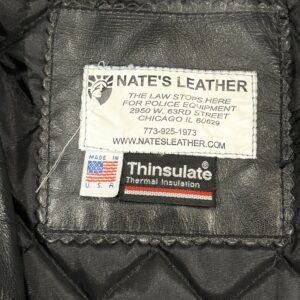 NATE'S LEATHER
THE LAW STOPS HERE
FOR POLICE EQUIPMENT
2950 W. 63RD STREET
CHICAGO IL 60629
773-925-1973
WWW.NATESLEATHER.COM
MADE IN
U. S. A.
Thinsulate™
Thermal Insulation